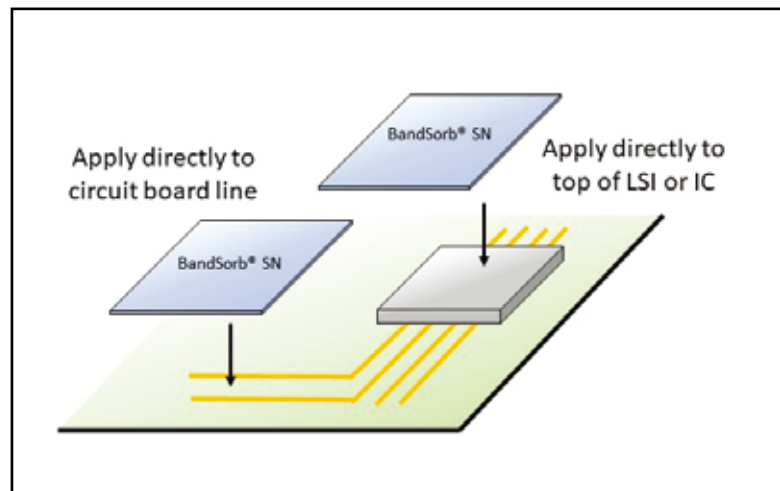 BandSorb® SN
Apply directly to
circuit board line
Apply directly to
top of LSI or IC
BandSorb® SN